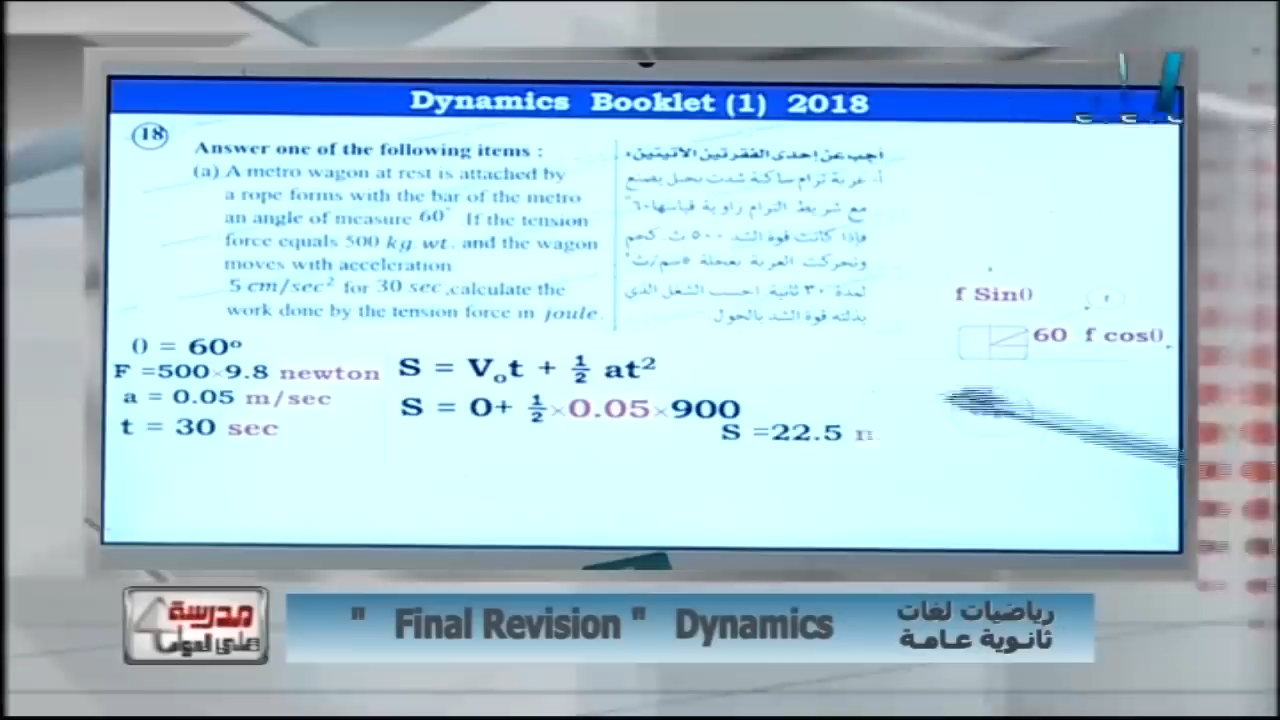 Dynamics Booklet (1) 2018
18
Answer one of the following items :
(a) A metro wagon at rest is attached by
a rope forms with the bar of the metro
an angle of measure 60° If the tension
force equals 500 kg. wt. and the wagon
moves with acceleration
5 cm/sec² for 30 sec, calculate the
work done by the tension force in joule.
أجب عن إحدى الفقرتين الآتيتين:
أ- عربة ترام ساكنة شدت بحبل يصنع
مع شريط الترام زاوية قياسها ٦٠°
فإذا كانت قوة الشد ٥٠٠ ث. كجم
وتحركت العربة بعجلة ٥سم/ث²
لمدة ٣٠ ثانية. احسب الشغل الذي
بذلته قوة الشد بالجول
f Sinθ
60 f cosθ
θ = 60°
F =500×9.8 newton
a = 0.05 m/sec
t = 30 sec
S = V₀t + ½ at²
S = 0+ ½×0.05×900
S =22.5 m
مدرسة
على الهواء
" Final Revision " Dynamics
رياضيات لغات
ثانوية عامة